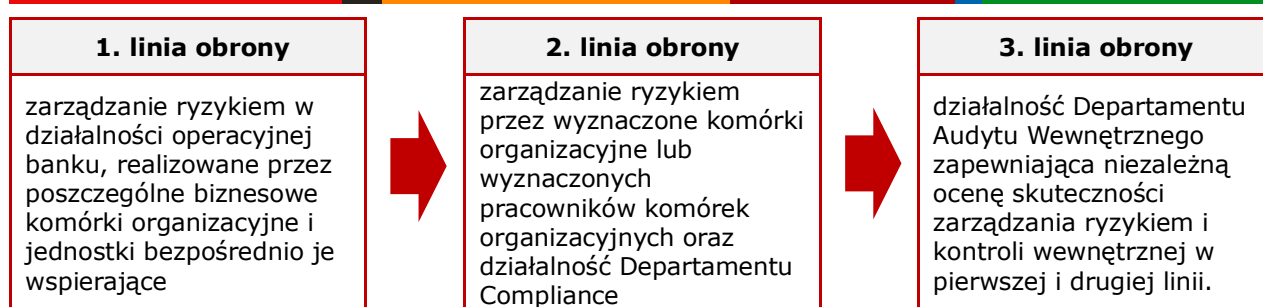 1. linia obrony
zarządzanie ryzykiem w
działalności operacyjnej
banku, realizowane przez
poszczególne biznesowe
komórki organizacyjne i
jednostki bezpośrednio je
wspierające
2. linia obrony
zarządzanie ryzykiem
przez wyznaczone komórki
organizacyjne lub
wyznaczonych
pracowników komórek
organizacyjnych oraz
działalność Departamentu
Compliance
3. linia obrony
działalność Departamentu
Audytu Wewnętrznego
zapewniająca niezależną
ocenę skuteczności
zarządzania ryzykiem i
kontroli wewnętrznej w
pierwszej i drugiej linii.